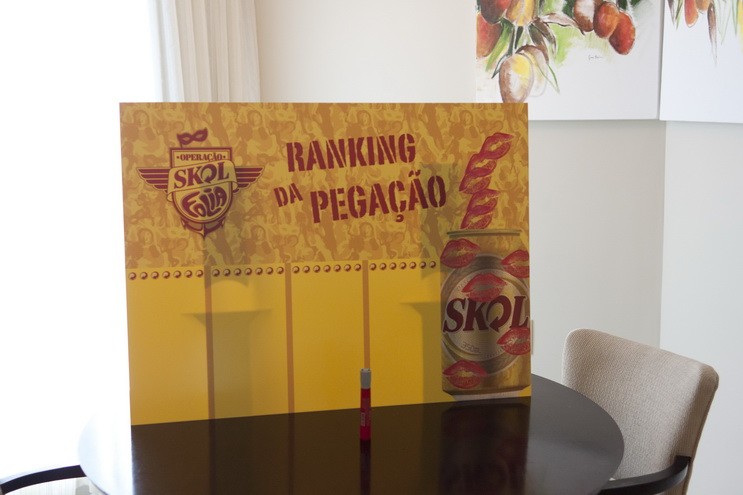 OPERAÇÃO
SKOL
FOLIA
RANKING
DA PEGAÇÃO
SKOL